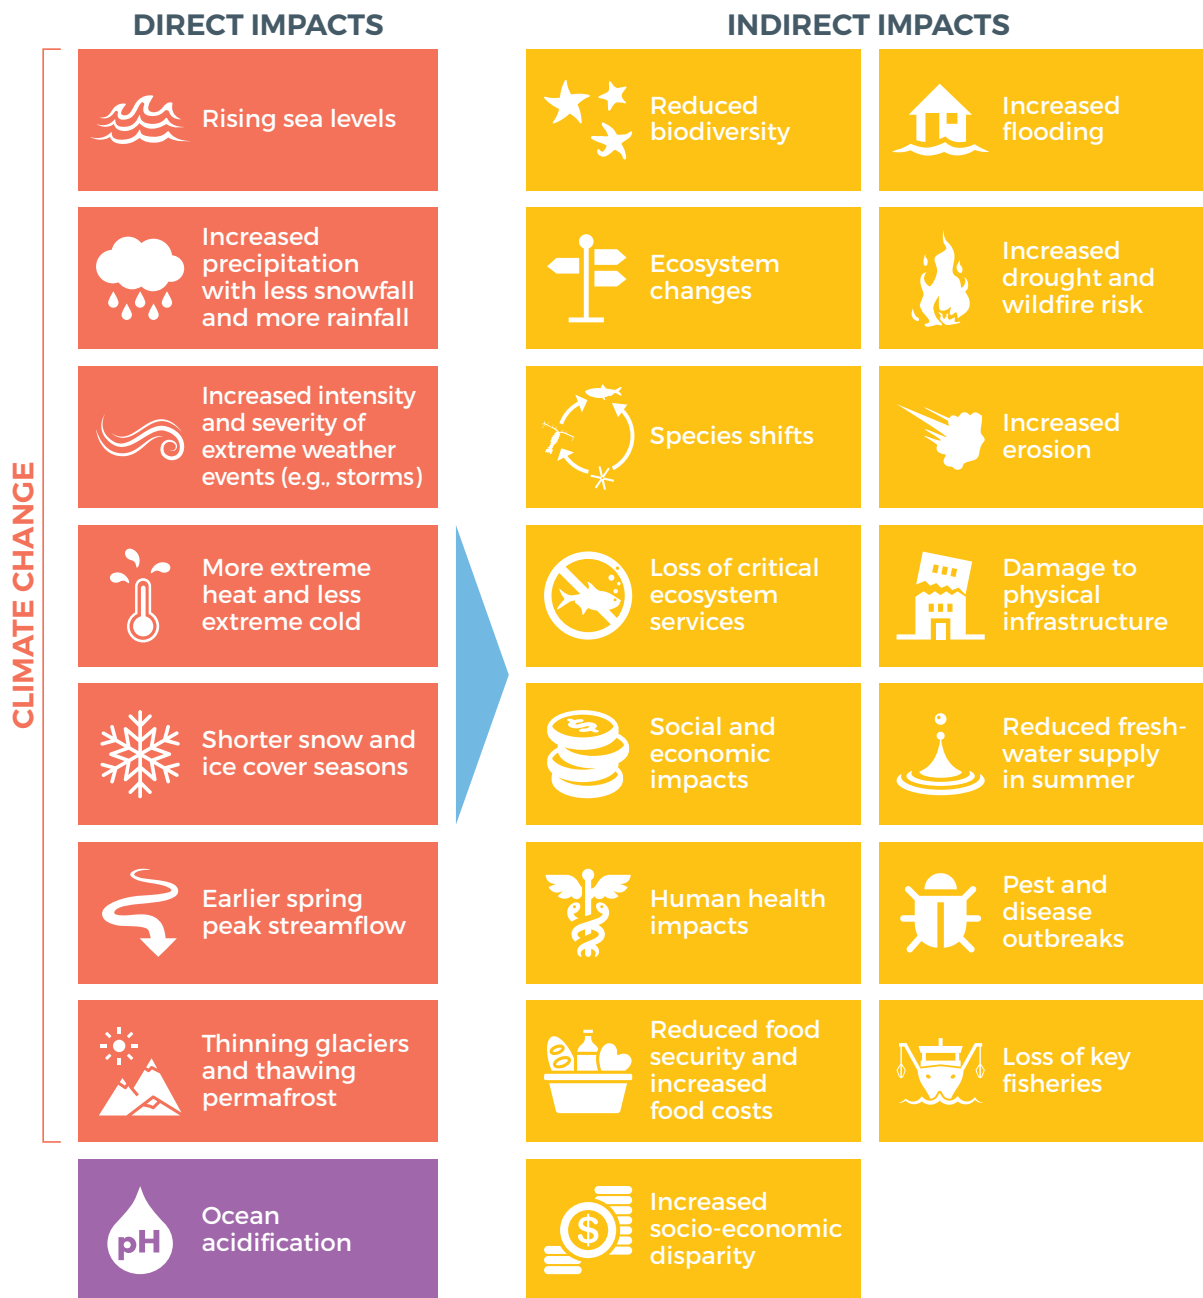 DIRECT IMPACTS
INDIRECT IMPACTS
CLIMATE CHANGE
Rising sea levels
Increased
precipitation
with less snowfall
and more rainfall
Increased intensity
and severity of
extreme weather
events (e.g., storms)
More extreme
heat and less
extreme cold
Shorter snow and
ice cover seasons
Earlier spring
peak streamflow
Thinning glaciers
and thawing
permafrost
pH
Ocean
acidification
Reduced
biodiversity
Ecosystem
changes
Species shifts
Loss of critical
ecosystem
services
$
Social and
economic
impacts
Human health
impacts
Reduced food
security and
increased
food costs
$
Increased
socio-economic
disparity
Increased
flooding
Increased
drought and
wildfire risk
Increased
erosion
Damage to
physical
infrastructure
Reduced fresh-
water supply
in summer
Pest and
disease
outbreaks
Loss of key
fisheries